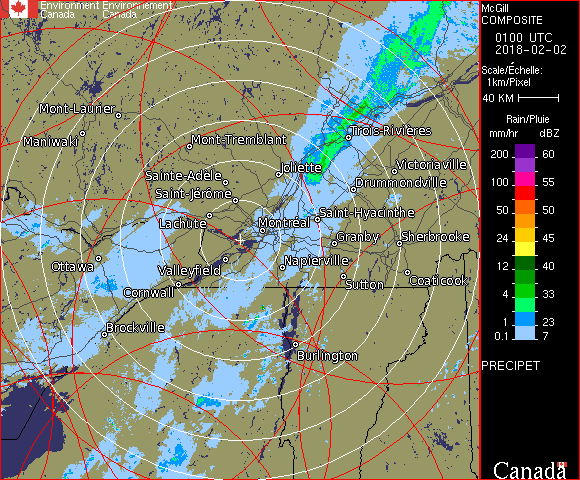 Environment Environnement
Canada Canada
McGill
COMPOSITE
0100 UTC
2018-02-02
Scale/Échelle:
1km/Pixel
40 KM
Rain/Pluie
mm/hr dBZ
200 60
100 55
50 50
24 45
12 40
4 33
1 23
0.1 7
PRECIPET
Canada
Mont-Laurier
Maniwaki
Mont-Tremblant
Trois-Rivières
Sainte-Adèle
Joliette
Victoriaville
Drummondville
Saint-Jérôme
Lachute
Montréal
Saint-Hyacinthe
Granby
Sherbrooke
Ottawa
Valleyfield
Napierville
Cornwall
Sutton
Coaticook
Brockville
Burlington